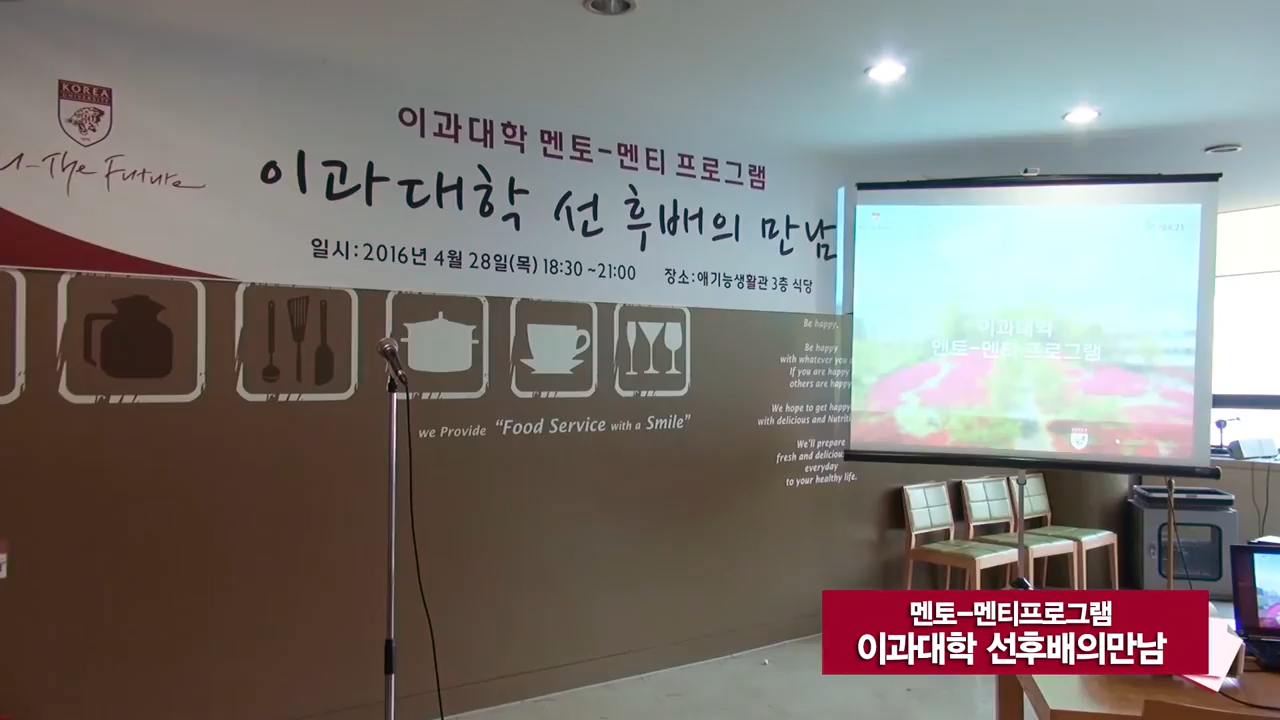 KOREA
UNIVERSITY
The Future
이과대학 멘토-멘티 프로그램
이과대학 선후배의 만남
일시:2016년 4월 28일(목) 18:30 ~21:00 장소:애기능생활관 3층 식당
we Provide "Food Service with a Smile"
Be happy,
Be happy
with whatever you
If you are happy
others are happy
We hope to get happy
with delicious and
We'll prepare
fresh and
everyday
to your healthy life.
이과대학
멘토-멘티 프로그램
멘토-멘티프로그램
이과대학 선후배의만남